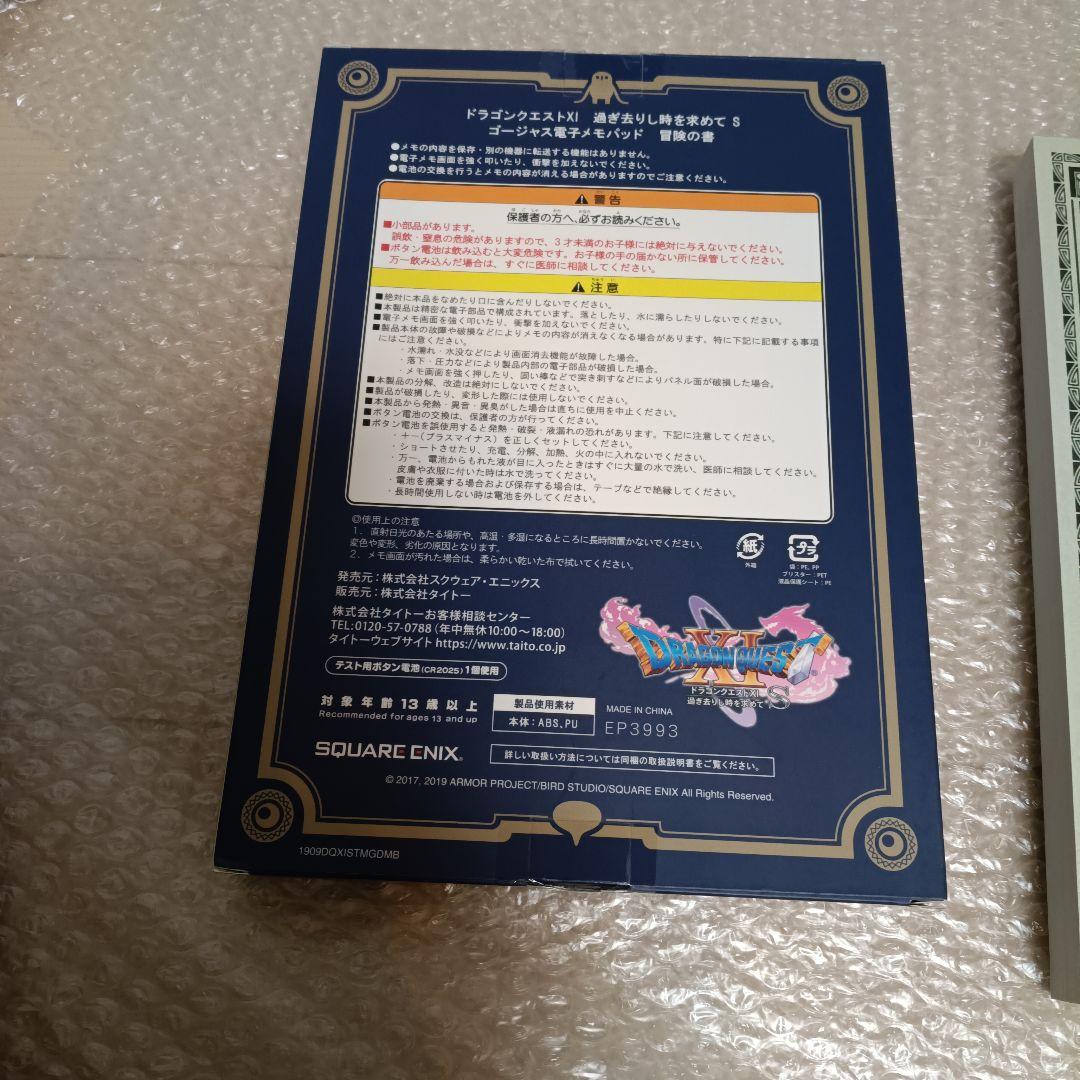 ドラゴンクエストXI 過ぎ去りし時を求めて S
ゴージャス電子メモパッド 冒険の書
●メモの内容を保存・別の機器に転送する機能はありません。
●電子メモ画面を強く叩いたり、衝撃を加えないでください。
●電池の交換を行うとメモの内容が消える場合がありますのでご注意ください。
警告
保護者の方へ、必ずお読みください。
■小部品があります。
誤飲・窒息の危険がありますので、3才未満のお子様には絶対に与えないでください。
■ボタン電池は飲み込むと大変危険です。お子様の手の届かない所に保管してください。
万一飲み込んだ場合は、すぐに医師に相談してください。
注意
■絶対に本品をなめたり口に含んだりしないでください。
■本製品は精密な電子部品で構成されています。落としたり、水に濡らしたりしないでください。
■電子メモ画面を強く叩いたり、衝撃を加えないでください。
■製品本体の故障や破損などによりメモの内容が消えなくなる場合があります。特に下記に記載する事項
にはご注意ください。
・水濡れ・水没などにより画面消去機能が故障した場合。
・落下・圧力などにより製品内部の電子部品が破損した場合。
・メモ画面を強く押したり、固い棒などで突き刺すなどによりパネル面が破損した場合。
■本製品の分解、改造は絶対にしないでください。
■製品が破損したり、変形した際には使用しないでください。
■本製品から発熱・異音・異臭がした場合は直ちに使用を中止ください。
■ボタン電池の交換は、保護者の方が行ってください。
■ボタン電池を誤使用すると発熱・破裂・液漏れの恐れがあります。下記に注意してください。
・＋－(プラスマイナス)を正しくセットしてください。
・ショートさせたり、充電、分解、加熱、火の中に入れないでください。
・万一、電池からもれた液が目に入ったときはすぐに大量の水で洗い、医師に相談してください。
皮膚や衣服に付いた時は水で洗ってください。
・電池を廃棄する場合および保存する場合は、テープなどで絶縁してください。
・長時間使用しない時は電池を外してください。
◎使用上の注意
1．直射日光のあたる場所や、高温・多湿になるところに長時間置かないでください。
変色や変形、劣化の原因となります。
2．メモ画面が汚れた場合は、柔らかい乾いた布で拭いてください。
紙
外箱
プラ
袋：PE, PP
ブリスター：PET
液晶保護シート：PE
発売元：株式会社スクウェア・エニックス
販売元：株式会社タイトー
株式会社タイトーお客様相談センター
TEL:0120-57-0788(年中無休10:00〜18:00)
タイトーウェブサイト https://www.taito.co.jp
テスト用ボタン電池(CR2025)1個使用
DRAGON QUEST
XI
ドラゴンクエストXI
過ぎ去りし時を求めて S
対象年齢13歳以上
Recommended for ages 13 and up
製品使用素材
本体：ABS、PU
MADE IN CHINA
EP3993
SQUARE ENIX.
詳しい取扱い方法については同梱の取扱説明書をご覧ください。
© 2017, 2019 ARMOR PROJECT/BIRD STUDIO/SQUARE ENIX All Rights Reserved.
1909DQXISTMGDMB